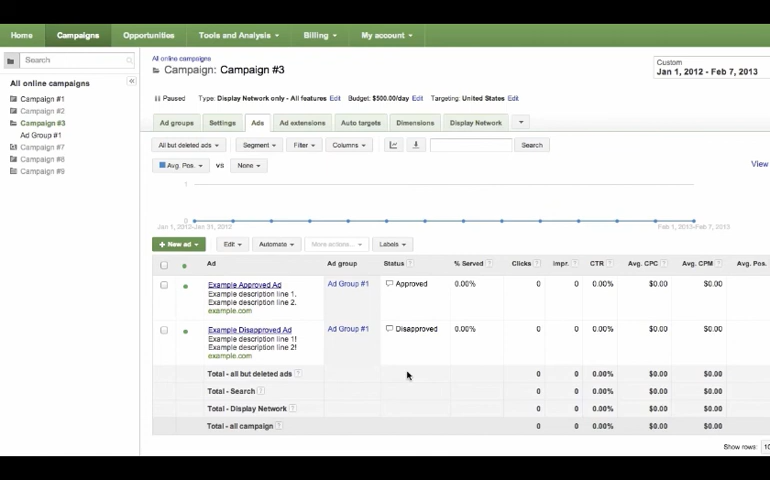 Home Campaigns Opportunities Tools and Analysis Billing My account
Search
All online campaigns
Campaign #1
Campaign #2
Campaign #3
Ad Group #1
Campaign #7
Campaign #8
Campaign #9
All online campaigns
Campaign: Campaign #3
Custom
Jan 1, 2012 - Feb 7, 2013
Paused Type: Display Network only - All features Edit Budget: $500.00/day Edit Targeting: United States Edit
Ad groups Settings Ads Ad extensions Auto targets Dimensions Display Network
All but deleted ads Segment Filter Columns Search
Avg. Pos. vs None View
1
0
Jan 1, 2012-Jan 31, 2012 Feb 1, 2013-Feb 7, 2013
+ New ad Edit Automate More actions... Labels
Ad Ad group Status ? % Served ? Clicks ? Impr. ? CTR ? Avg. CPC ? Avg. CPM ? Avg. Pos.
Example Approved Ad Ad Group #1 Approved 0.00% 0 0 0.00% $0.00 $0.00
Example description line 1.
Example description line 2.
example.com
Example Disapproved Ad Ad Group #1 Disapproved 0.00% 0 0 0.00% $0.00 $0.00
Example description line 1!
Example description line 2!
example.com
Total - all but deleted ads ? 0 0 0.00% $0.00 $0.00
Total - Search ? 0 0 0.00% $0.00 $0.00
Total - Display Network ? 0 0 0.00% $0.00 $0.00
Total - all campaign ? 0 0 0.00% $0.00 $0.00
Show rows: 10